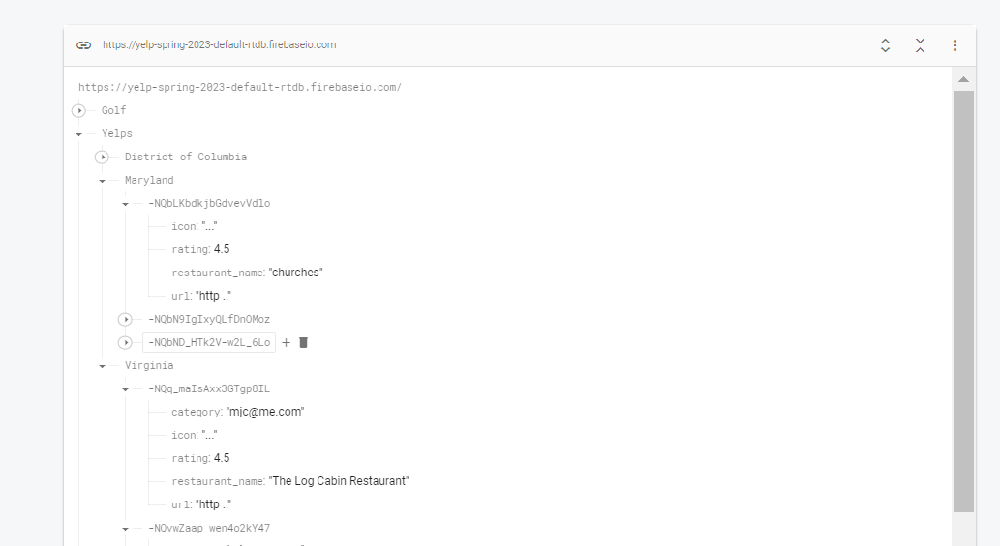 https://yelp-spring-2023-default-rtdb.firebaseio.com
https://yelp-spring-2023-default-rtdb.firebaseio.com/
Golf
Yelps
District of Columbia
Maryland
-NQbLKbdkjbGdvevVdlo
icon: "..."
rating: 4.5
restaurant_name: "churches"
url: "http .."
-NQbN9IgIxyQLfDnOMoz
-NQbND_HTk2V-w2L_6Lo
Virginia
-NQq_maIsAxx3GTgp8IL
category: "mjc@me.com"
icon: "..."
rating: 4.5
restaurant_name: "The Log Cabin Restaurant"
url: "http .."
-NQvwZaap_wen4o2kY47